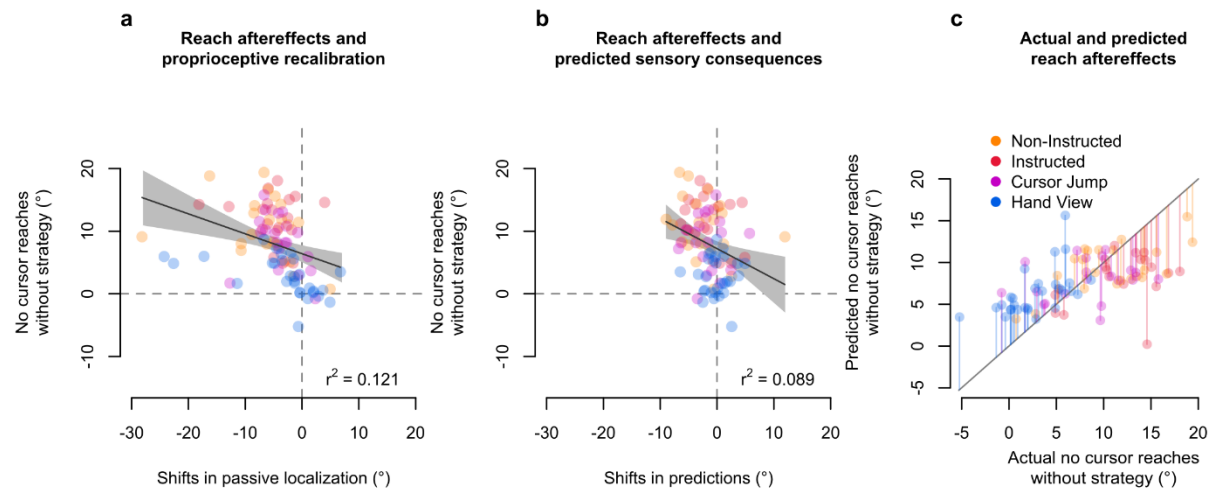 a
Reach aftereffects and
proprioceptive recalibration
No cursor reaches
without strategy (°)
20
10
0
-10
r² = 0.121
-30 -20 -10 0 10 20
Shifts in passive localization (°)
b
Reach aftereffects and
predicted sensory consequences
No cursor reaches
without strategy (°)
20
10
0
-10
r² = 0.089
-30 -20 -10 0 10 20
Shifts in predictions (°)
c
Actual and predicted
reach aftereffects
Non-Instructed
Instructed
Cursor Jump
Hand View
Predicted no cursor reaches
without strategy (°)
20
15
10
5
0
-5
-5 0 5 10 15 20
Actual no cursor reaches
without strategy (°)